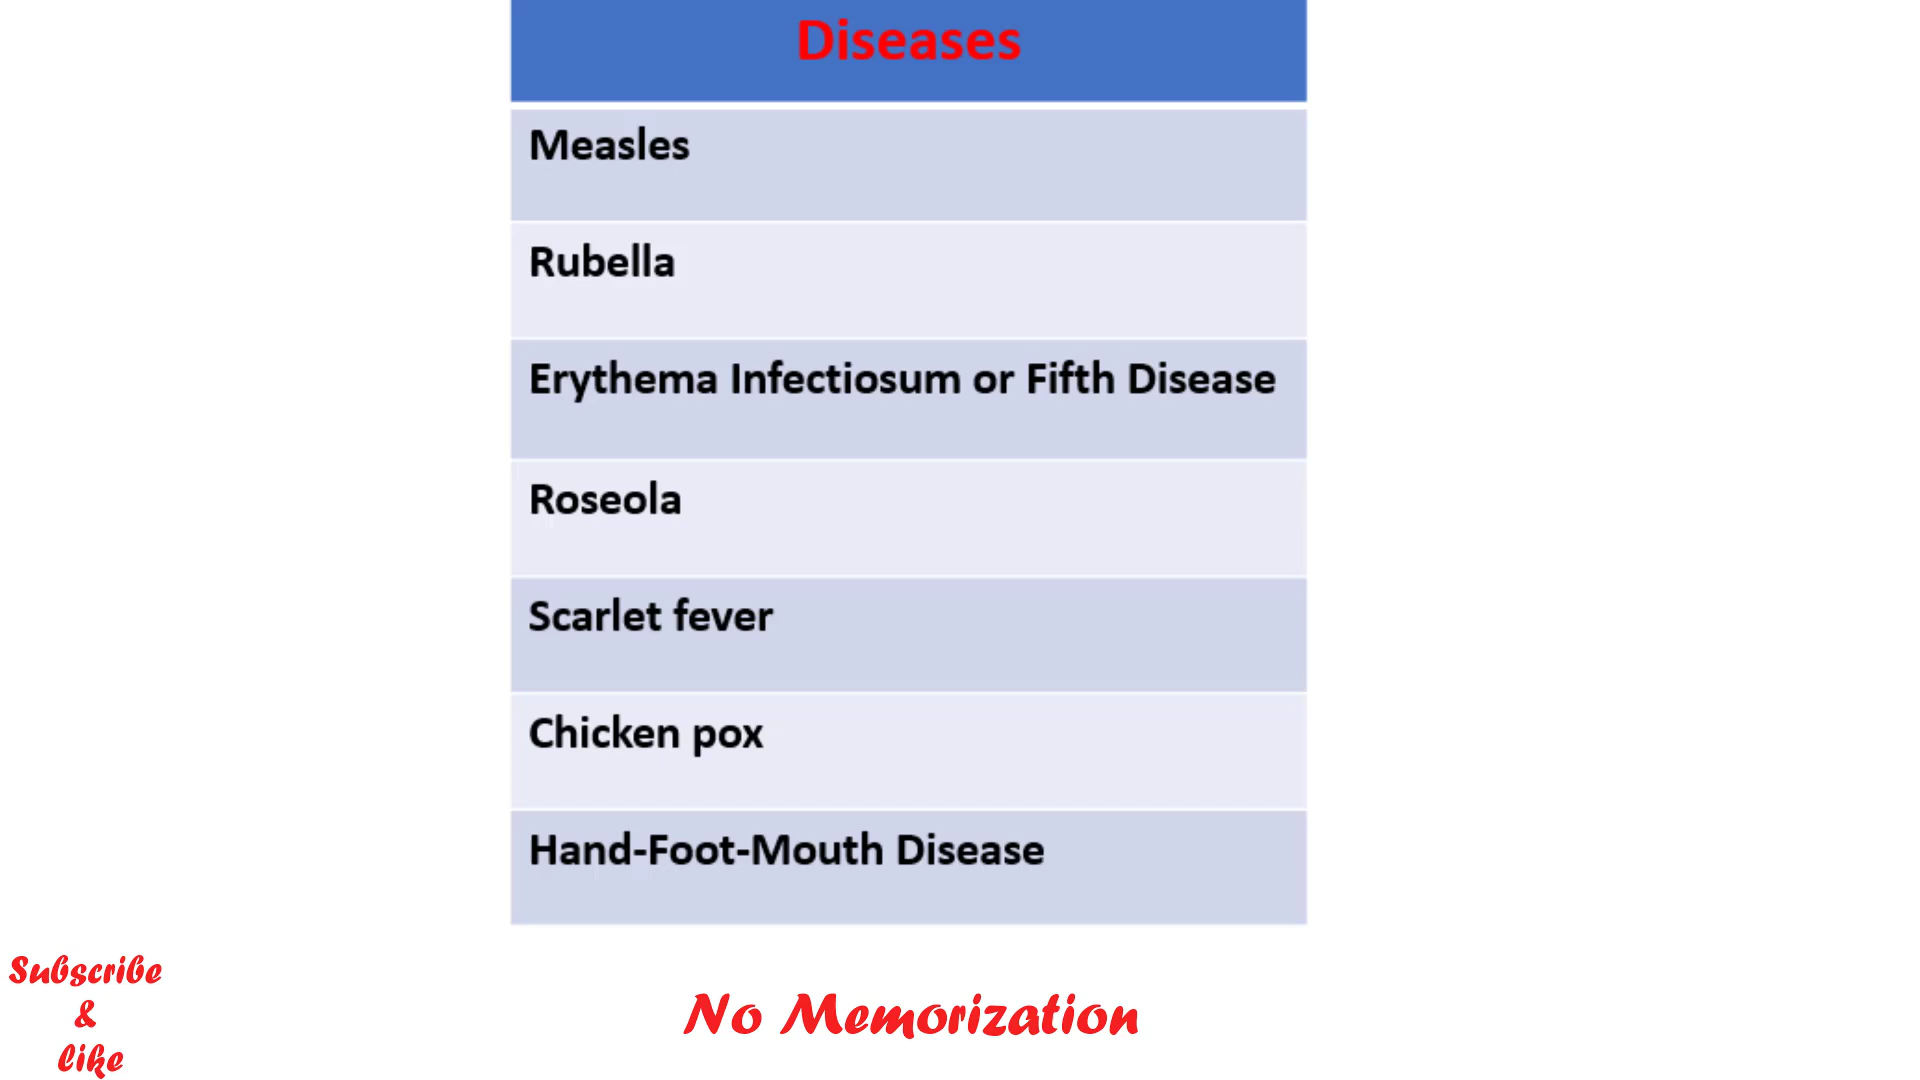 Diseases
Measles
Rubella
Erythema Infectiosum or Fifth Disease
Roseola
Scarlet fever
Chicken pox
Hand-Foot-Mouth Disease
Subscribe
&
like
No Memorization